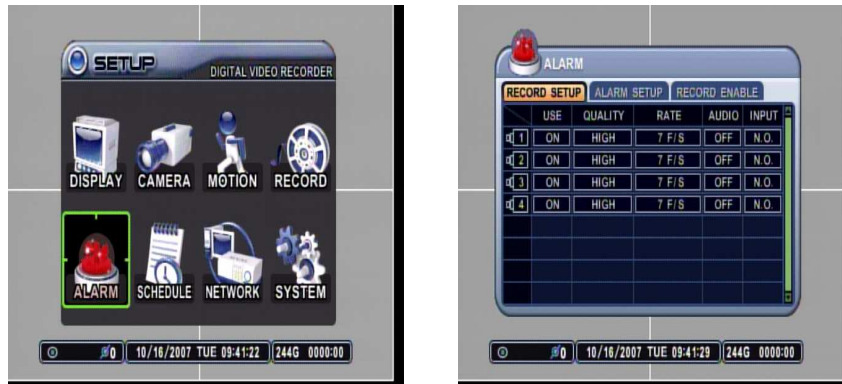 SETUP
DIGITAL VIDEO RECORDER
DISPLAY CAMERA MOTION RECORD
ALARM SCHEDULE NETWORK SYSTEM
0 10/16/2007 TUE 09:41:22 244G 0000:00
ALARM
RECORD SETUP ALARM SETUP RECORD ENABLE
USE QUALITY RATE AUDIO INPUT
1 ON HIGH 7 F/S OFF N.O.
2 ON HIGH 7 F/S OFF N.O.
3 ON HIGH 7 F/S OFF N.O.
4 ON HIGH 7 F/S OFF N.O.
0 10/16/2007 TUE 09:41:29 244G 0000:00